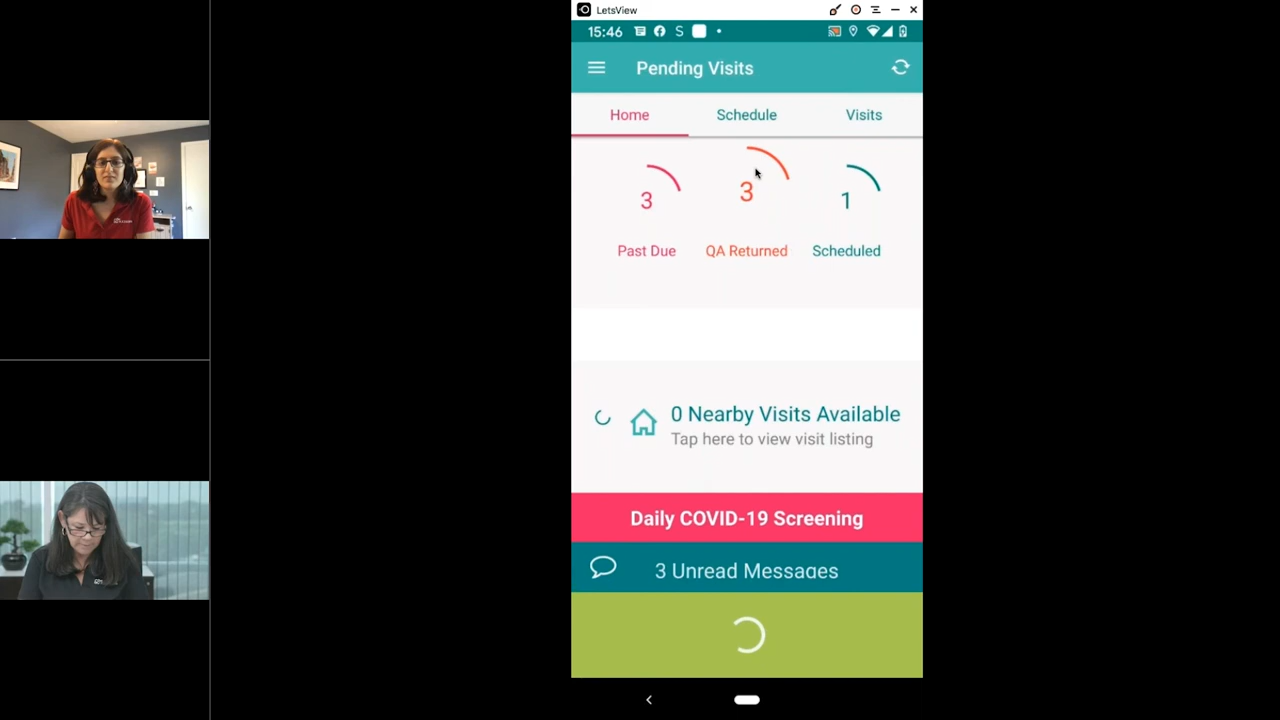 LetsView
15:46
Pending Visits
Home
Schedule
Visits
3
3
1
Past Due
QA Returned
Scheduled
0 Nearby Visits Available
Tap here to view visit listing
Daily COVID-19 Screening
3 Unread Messages